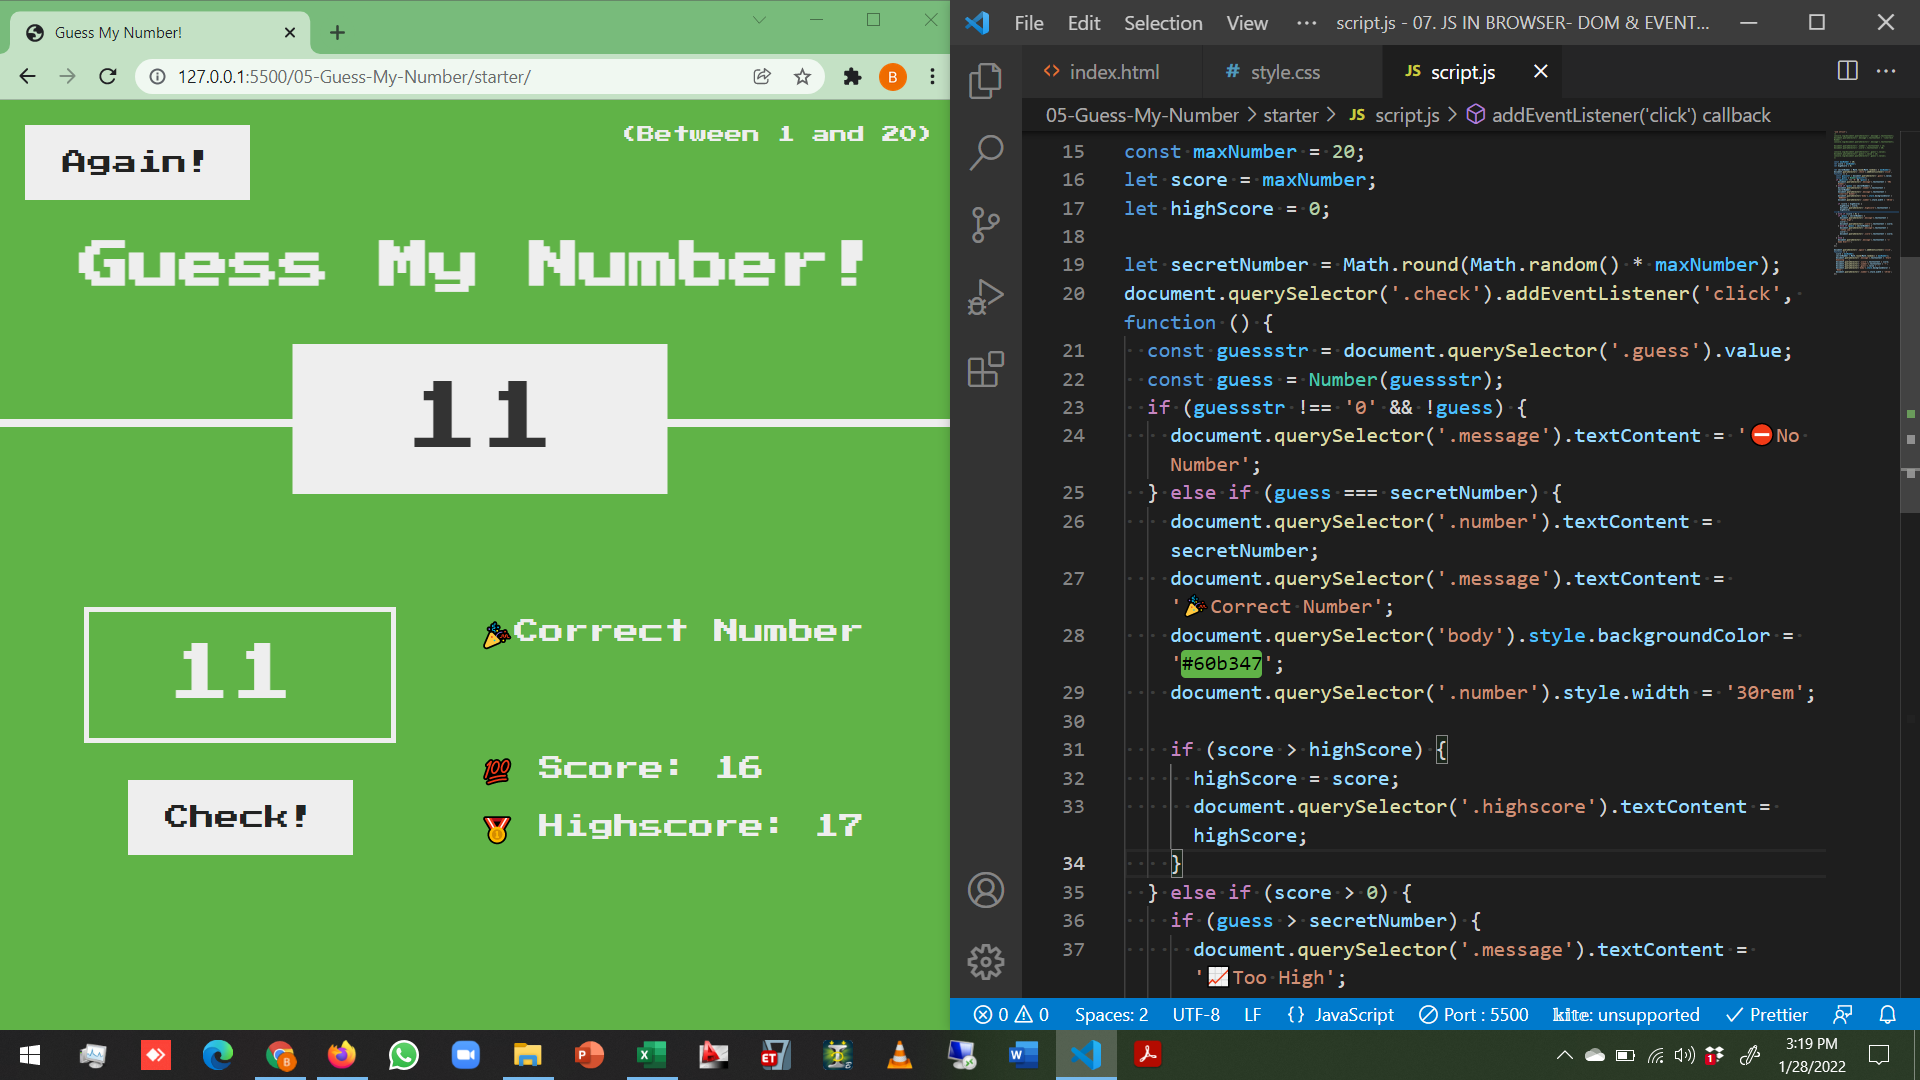 Guess My Number!
127.0.0.1:5500/05-Guess-My-Number/starter/
B
Again!
(Between 1 and 20)
Guess My Number!
11
11
🎉Correct Number
Check!
💯 Score: 16
🥇 Highscore: 17
File Edit Selection View ··· script.js - 07. JS IN BROWSER- DOM & EVENT...
<> index.html # style.css JS script.js
05-Guess-My-Number > starter > JS script.js > addEventListener('click') callback
15 const maxNumber = 20;
16 let score = maxNumber;
17 let highScore = 0;
18
19 let secretNumber = Math.round(Math.random() * maxNumber);
20 document.querySelector('.check').addEventListener('click',
function () {
21 const guessstr = document.querySelector('.guess').value;
22 const guess = Number(guessstr);
23 if (guessstr !== '0' && !guess) {
24 document.querySelector('.message').textContent = '⛔No
Number';
25 } else if (guess === secretNumber) {
26 document.querySelector('.number').textContent =
secretNumber;
27 document.querySelector('.message').textContent =
'🎉Correct Number';
28 document.querySelector('body').style.backgroundColor =
'#60b347';
29 document.querySelector('.number').style.width = '30rem';
30
31 if (score > highScore) {
32 highScore = score;
33 document.querySelector('.highscore').textContent =
highScore;
34 }
35 } else if (score > 0) {
36 if (guess > secretNumber) {
37 document.querySelector('.message').textContent =
'📈Too High';
0 0 Spaces: 2 UTF-8 LF {} JavaScript Port : 5500 kite: unsupported Prettier
3:19 PM
1/28/2022